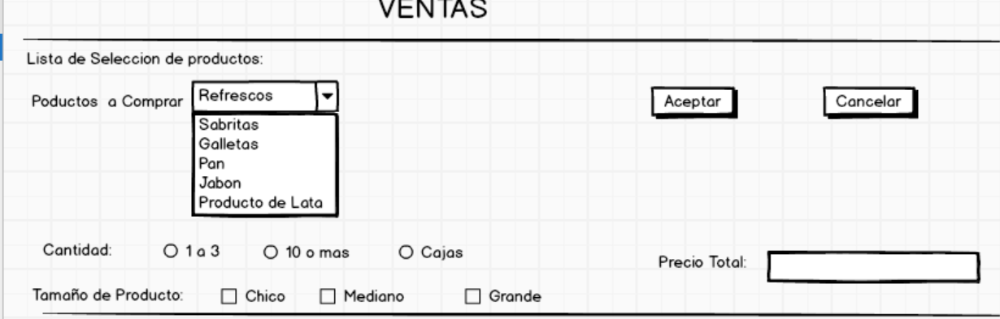 VENTAS
Lista de Seleccion de productos:
Poductos a Comprar
Refrescos
Sabritas
Galletas
Pan
Jabon
Producto de Lata
Aceptar
Cancelar
Cantidad:
1 a 3
10 o mas
Cajas
Precio Total:
Tamaño de Producto:
Chico
Mediano
Grande